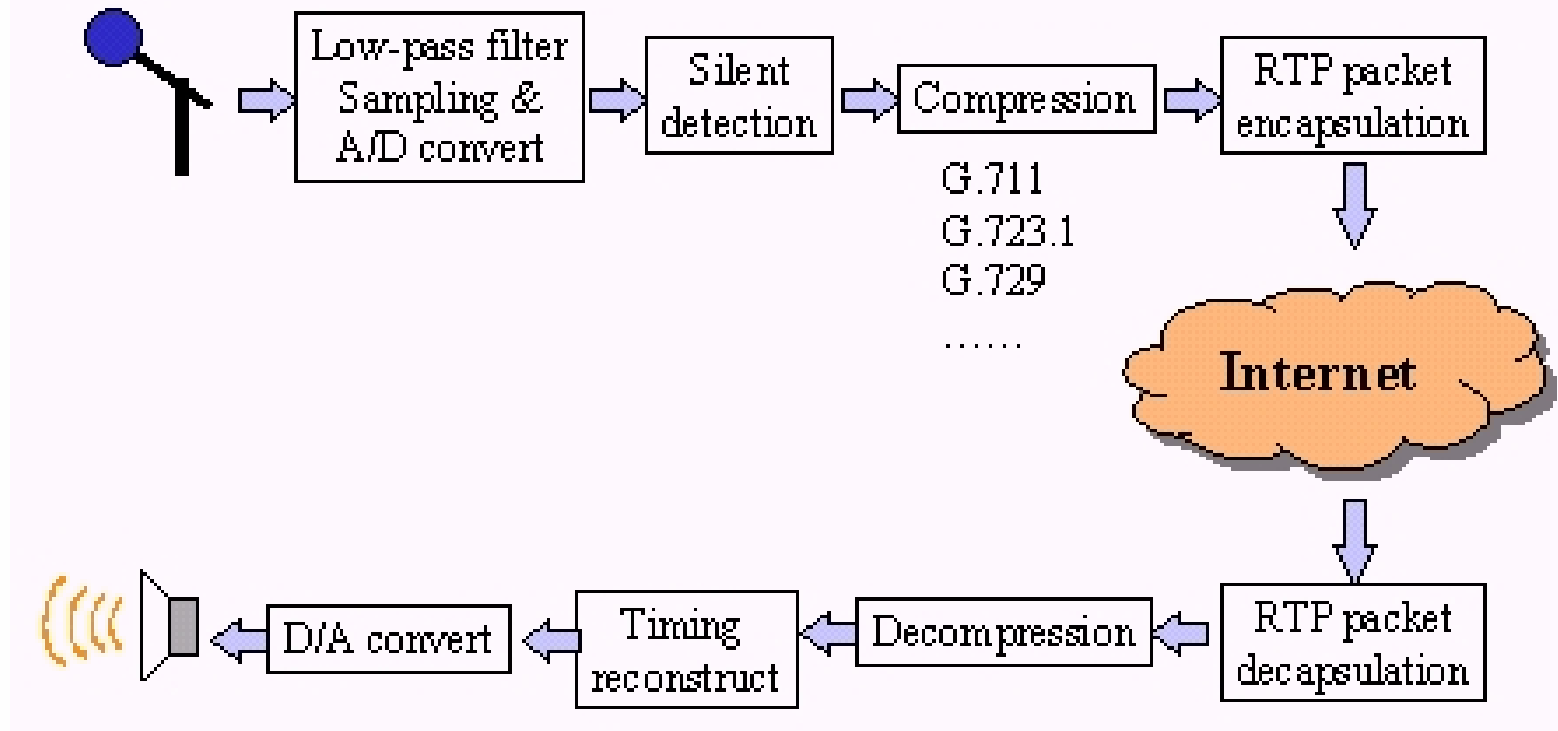 Low-pass filter
Sampling &
A/D convert
Silent
detection
Compression
RTP packet
encapsulation
G.711
G.723.1
G.729
......
Internet
RTP packet
decapsulation
Decompression
Timing
reconstruct
D/A convert